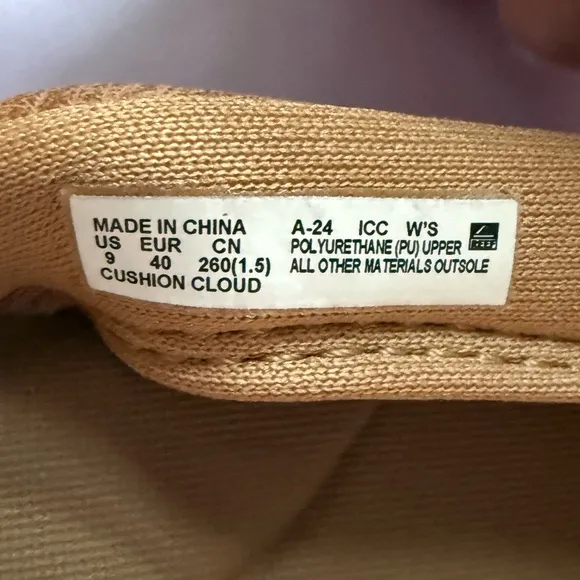 MADE IN CHINA A-24 ICC W'S
US EUR CN POLYURETHANE (PU) UPPER REEF
9 40 260(1.5) ALL OTHER MATERIALS OUTSOLE
CUSHION CLOUD